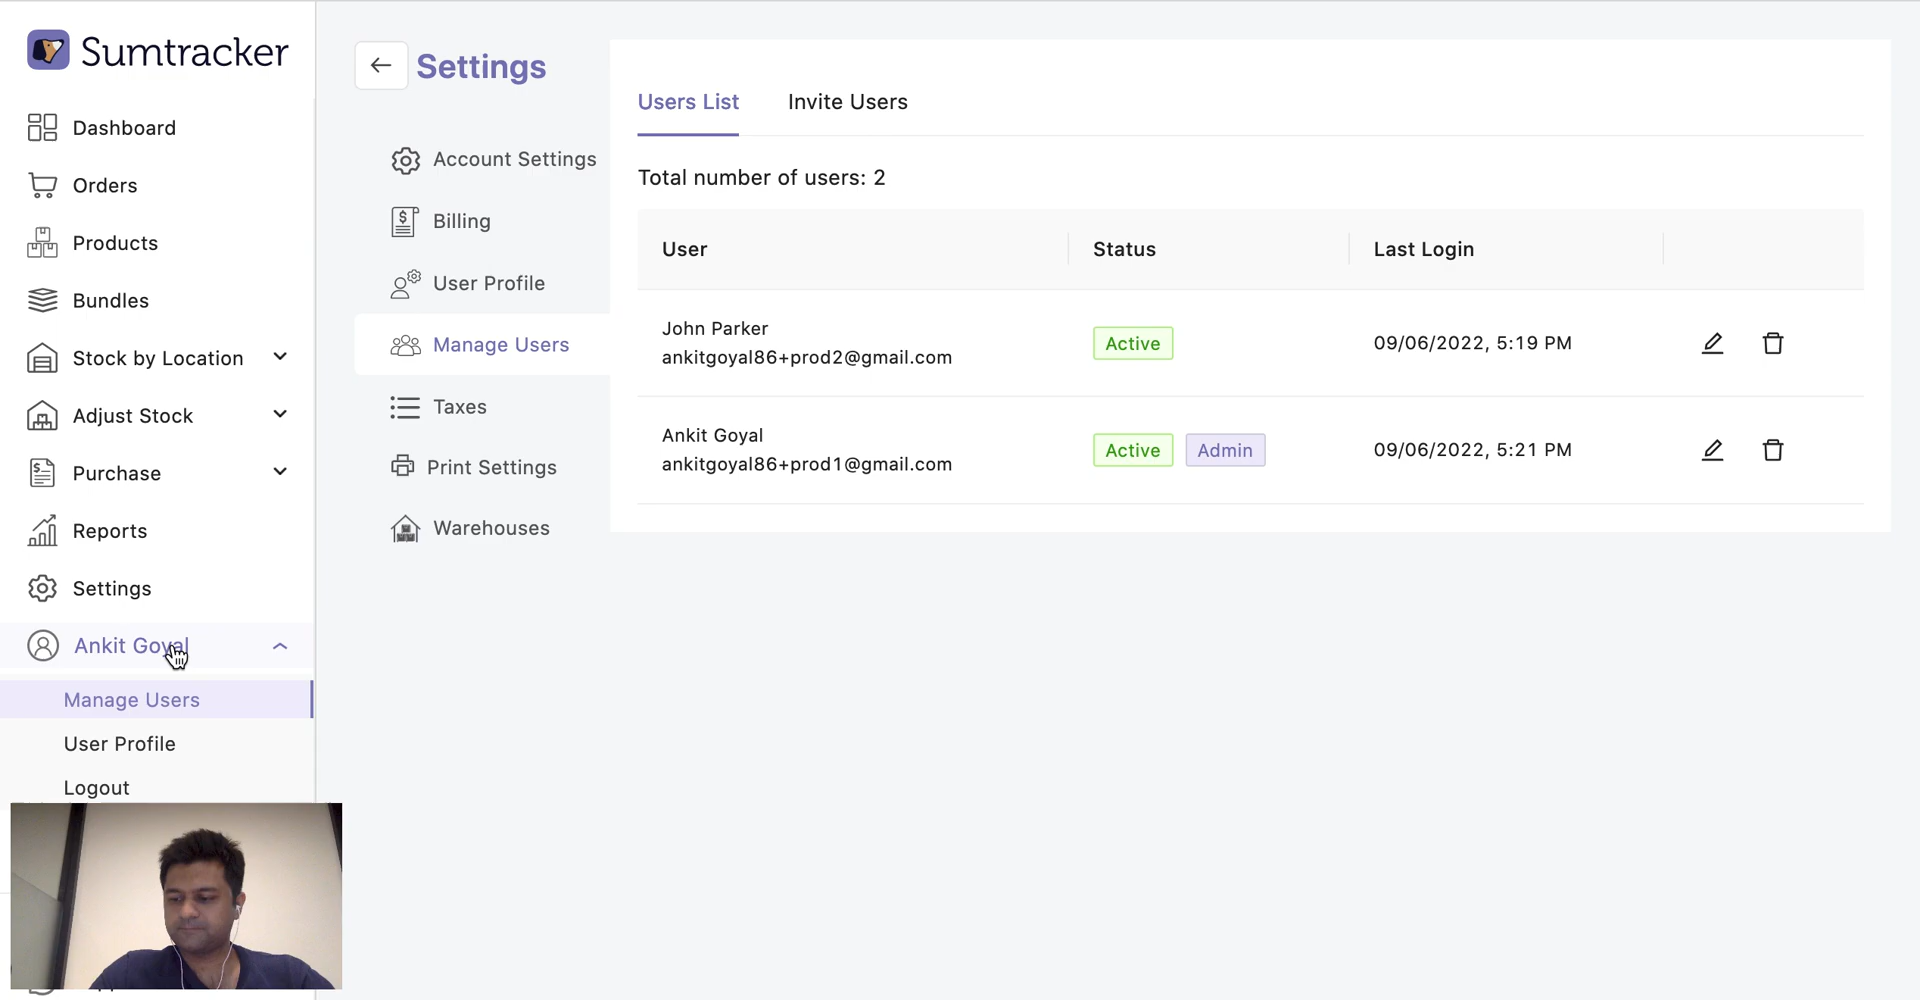 Sumtracker
Dashboard
Orders
Products
Bundles
Stock by Location
Adjust Stock
Purchase
Reports
Settings
Ankit Goyal
Manage Users
User Profile
Logout
Settings
Account Settings
Billing
User Profile
Manage Users
Taxes
Print Settings
Warehouses
Users List
Invite Users
Total number of users: 2
User
Status
Last Login
John Parker
ankitgoyal86+prod2@gmail.com
Active
09/06/2022, 5:19 PM
Ankit Goyal
ankitgoyal86+prod1@gmail.com
Active
Admin
09/06/2022, 5:21 PM